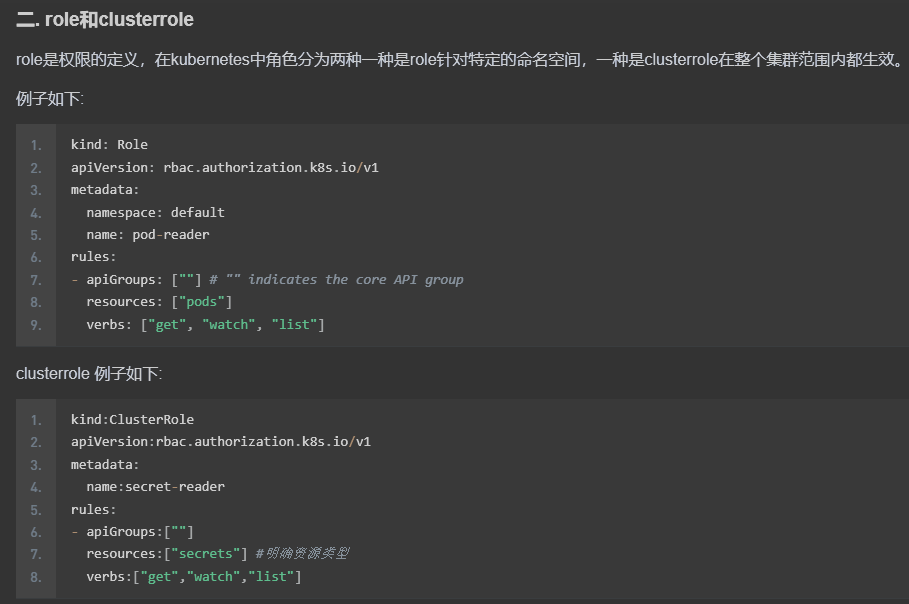 二. role和clusterrole
role是权限的定义，在kubernetes中角色分为两种一种是role针对特定的命名空间，一种是clusterrole在整个集群范围内都生效。
例子如下:
1. kind: Role
2. apiVersion: rbac.authorization.k8s.io/v1
3. metadata:
4.   namespace: default
5.   name: pod-reader
6. rules:
7. - apiGroups: [""] # "" indicates the core API group
8.   resources: ["pods"]
9.   verbs: ["get", "watch", "list"]
clusterrole 例子如下:
1. kind:ClusterRole
2. apiVersion:rbac.authorization.k8s.io/v1
3. metadata:
4.   name:secret-reader
5. rules:
6. - apiGroups:[""]
7.   resources:["secrets"] #明确资源类型
8.   verbs:["get","watch","list"]